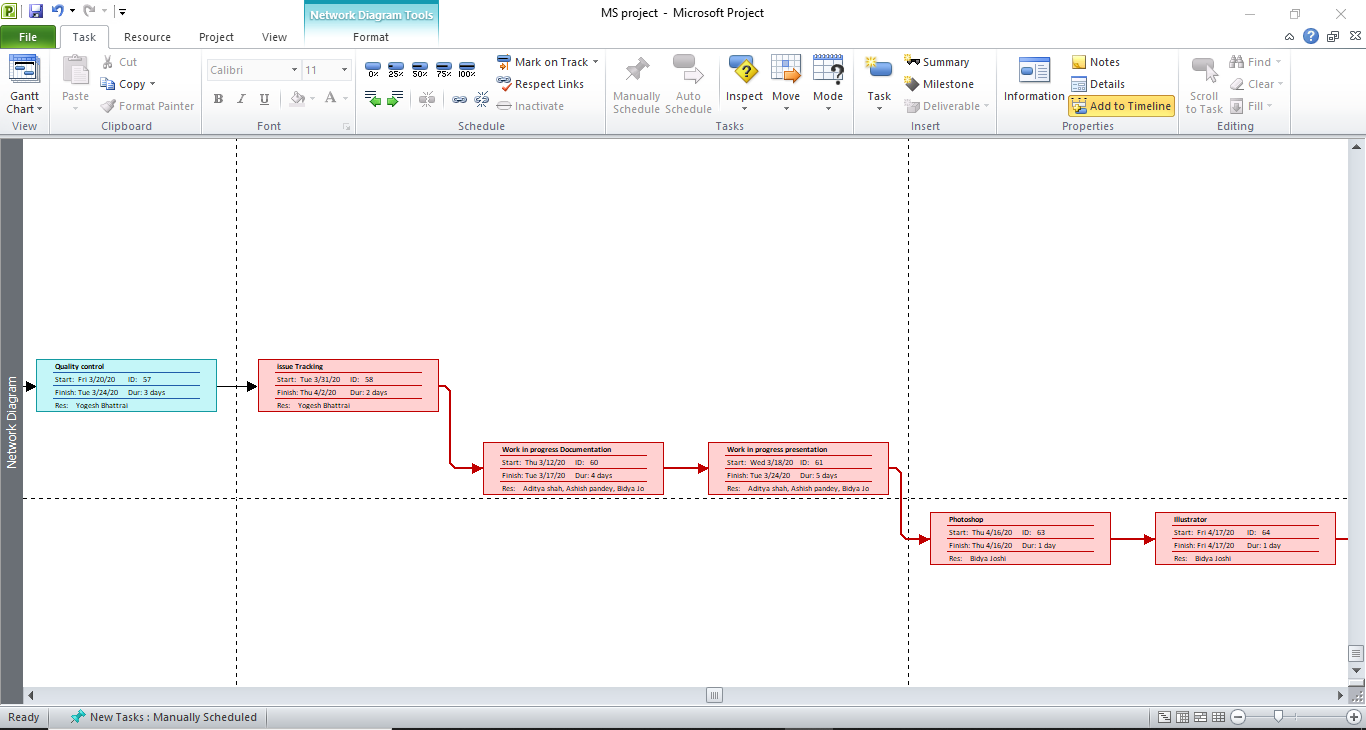 MS project - Microsoft Project
Network Diagram Tools
File Task Resource Project View Format
Gantt Chart
View
Paste
Cut
Copy
Format Painter
Clipboard
Calibri 11
B I U A
Font
0% 25% 50% 75% 100%
Mark on Track
Respect Links
Inactivate
Schedule
Manually Schedule
Auto Schedule
Inspect
Move
Mode
Tasks
Task
Summary
Milestone
Deliverable
Insert
Information
Notes
Details
Add to Timeline
Properties
Scroll to Task
Find
Clear
Fill
Editing
Network Diagram
Quality control
Start: Fri 3/20/20 ID: 57
Finish: Tue 3/24/20 Dur: 3 days
Res: Yogesh Bhattrai
Issue Tracking
Start: Tue 3/31/20 ID: 58
Finish: Thu 4/2/20 Dur: 2 days
Res: Yogesh Bhattrai
Work in progress Documentation
Start: Thu 3/12/20 ID: 60
Finish: Tue 3/17/20 Dur: 4 days
Res: Aditya shah, Ashish pandey, Bidya Jo
Work in progress presentation
Start: Wed 3/18/20 ID: 61
Finish: Tue 3/24/20 Dur: 5 days
Res: Aditya shah, Ashish pandey, Bidya Jo
Photoshop
Start: Thu 4/16/20 ID: 63
Finish: Thu 4/16/20 Dur: 1 day
Res: Bidya Joshi
Illustrator
Start: Fri 4/17/20 ID: 64
Finish: Fri 4/17/20 Dur: 1 day
Res: Bidya Joshi
Ready New Tasks : Manually Scheduled